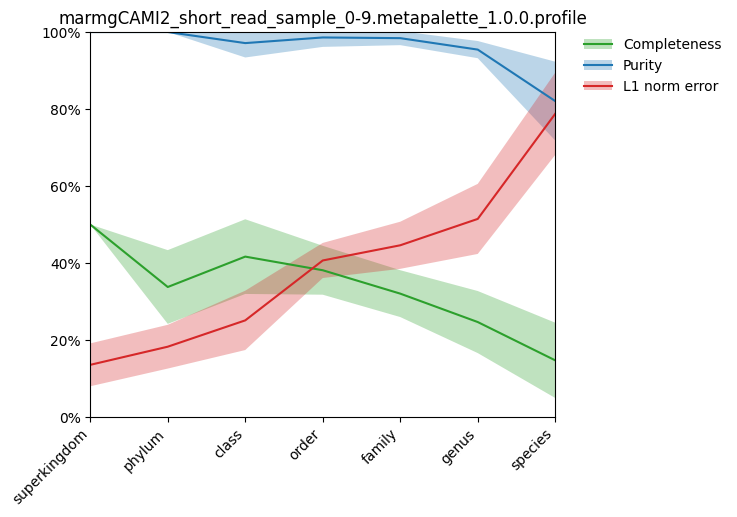 marmgCAMI2_short_read_sample_0-9.metapalette_1.0.0.profile
100%
80%
60%
40%
20%
0%
superkingdom
phylum
class
order
family
genus
species
Completeness
Purity
L1 norm error